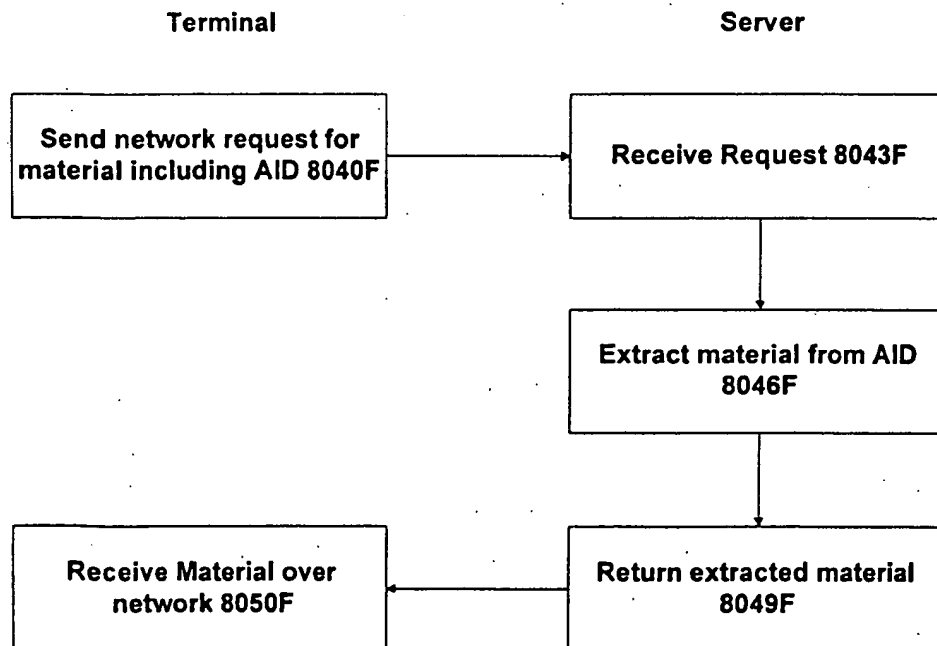 Terminal
Server
Send network request for
material including AID 8040F
Receive Request 8043F
Extract material from AID
8046F
Receive Material over
network 8050F
Return extracted material
8049F